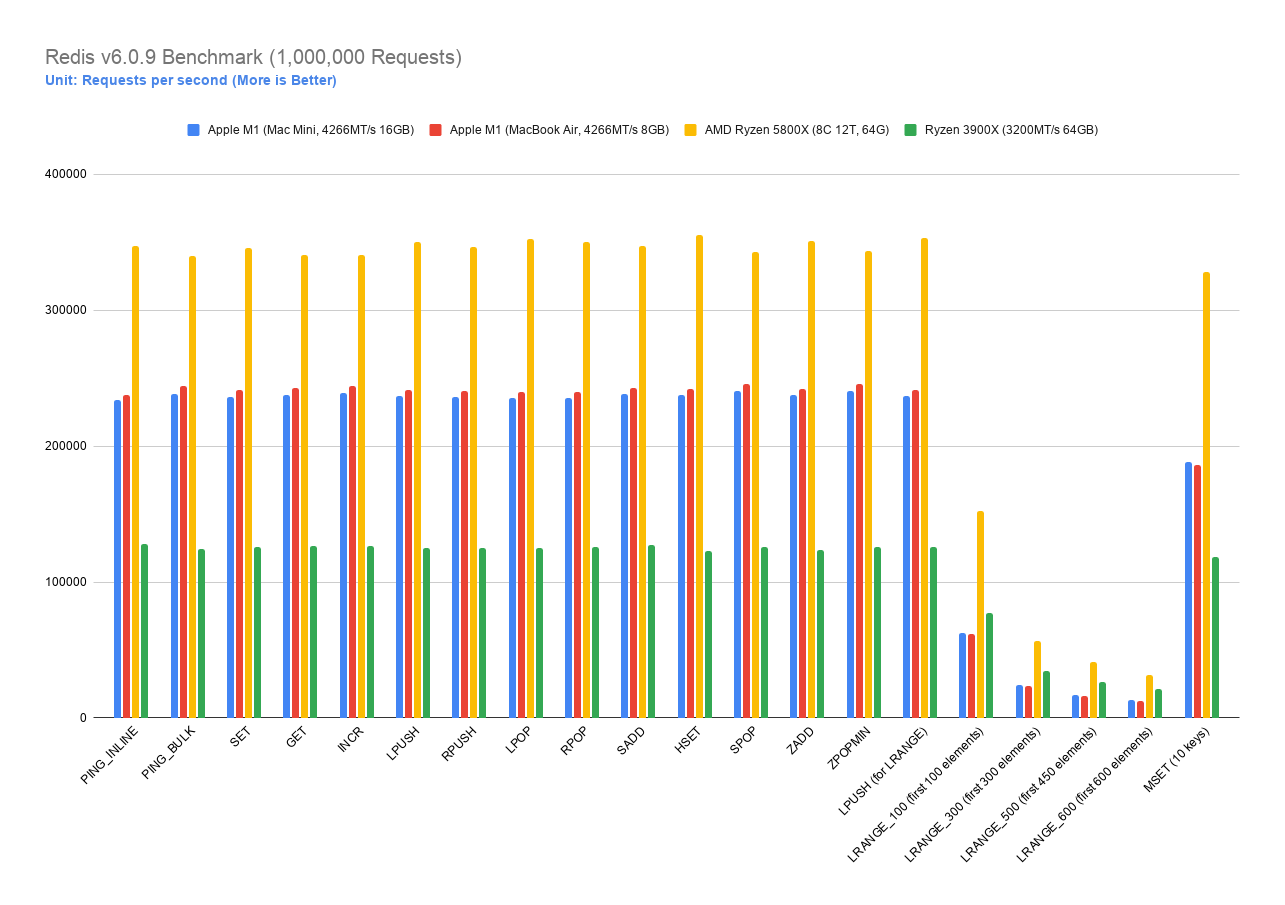 Redis v6.0.9 Benchmark (1,000,000 Requests)
Unit: Requests per second (More is Better)
Apple M1 (Mac Mini, 4266MT/s 16GB)
Apple M1 (MacBook Air, 4266MT/s 8GB)
AMD Ryzen 5800X (8C 12T, 64G)
Ryzen 3900X (3200MT/s 64GB)
400000
300000
200000
100000
0
PING_INLINE
PING_BULK
SET
GET
INCR
LPUSH
RPUSH
LPOP
RPOP
SADD
HSET
SPOP
ZADD
ZPOPMIN
LPUSH (for LRANGE)
LRANGE_100 (first 100 elements)
LRANGE_300 (first 300 elements)
LRANGE_500 (first 450 elements)
LRANGE_600 (first 600 elements)
MSET (10 keys)